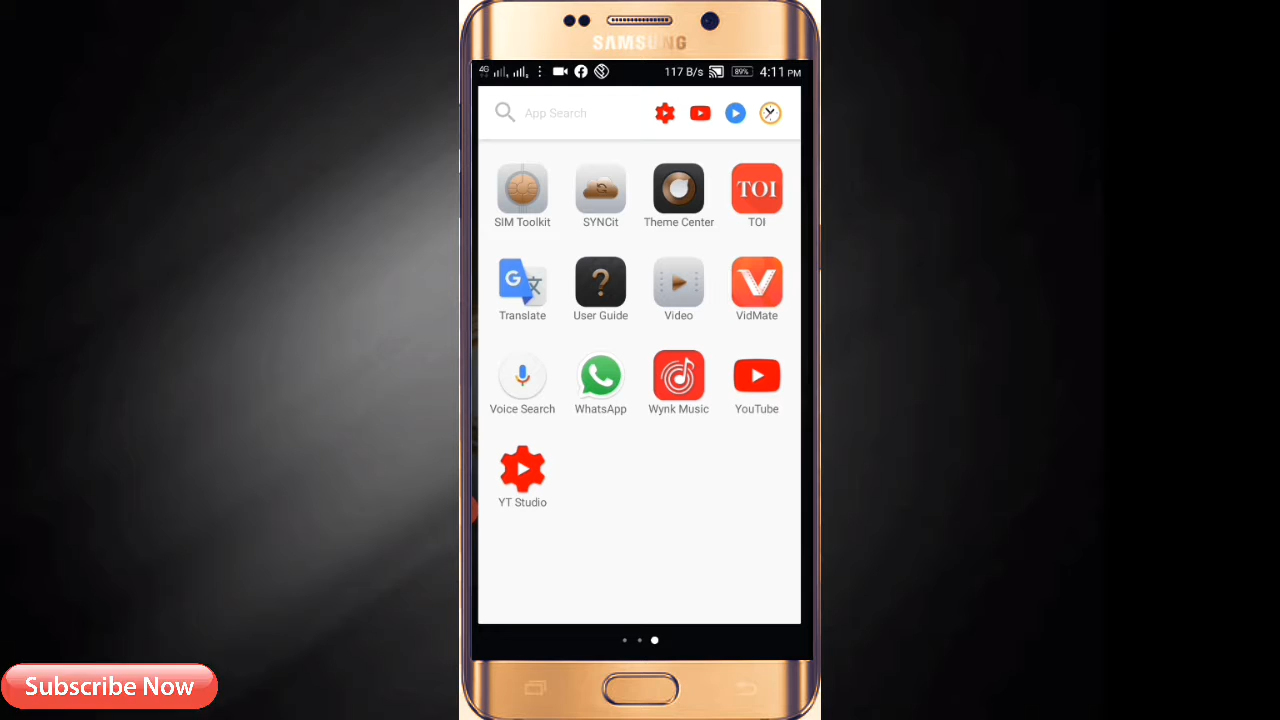 SAMSUNG
4G 117 B/s 89% 4:11 PM
App Search
SIM Toolkit SYNCit Theme Center TOI TOI
Translate User Guide Video VidMate
Voice Search WhatsApp Wynk Music YouTube
YT Studio
Subscribe Now